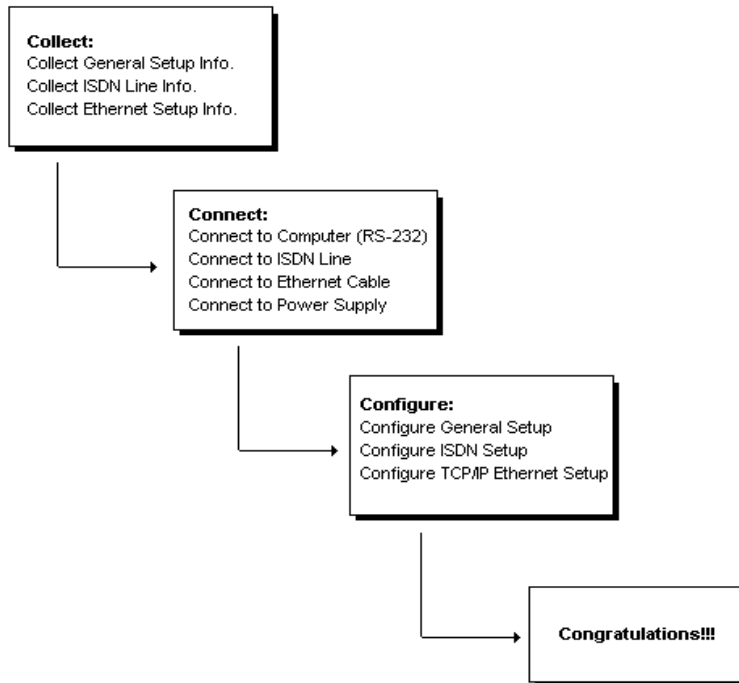 Collect:
Collect General Setup Info.
Collect ISDN Line Info.
Collect Ethernet Setup Info.
Connect:
Connect to Computer (RS-232)
Connect to ISDN Line
Connect to Ethernet Cable
Connect to Power Supply
Configure:
Configure General Setup
Configure ISDN Setup
Configure TCP/IP Ethernet Setup
Congratulations!!!